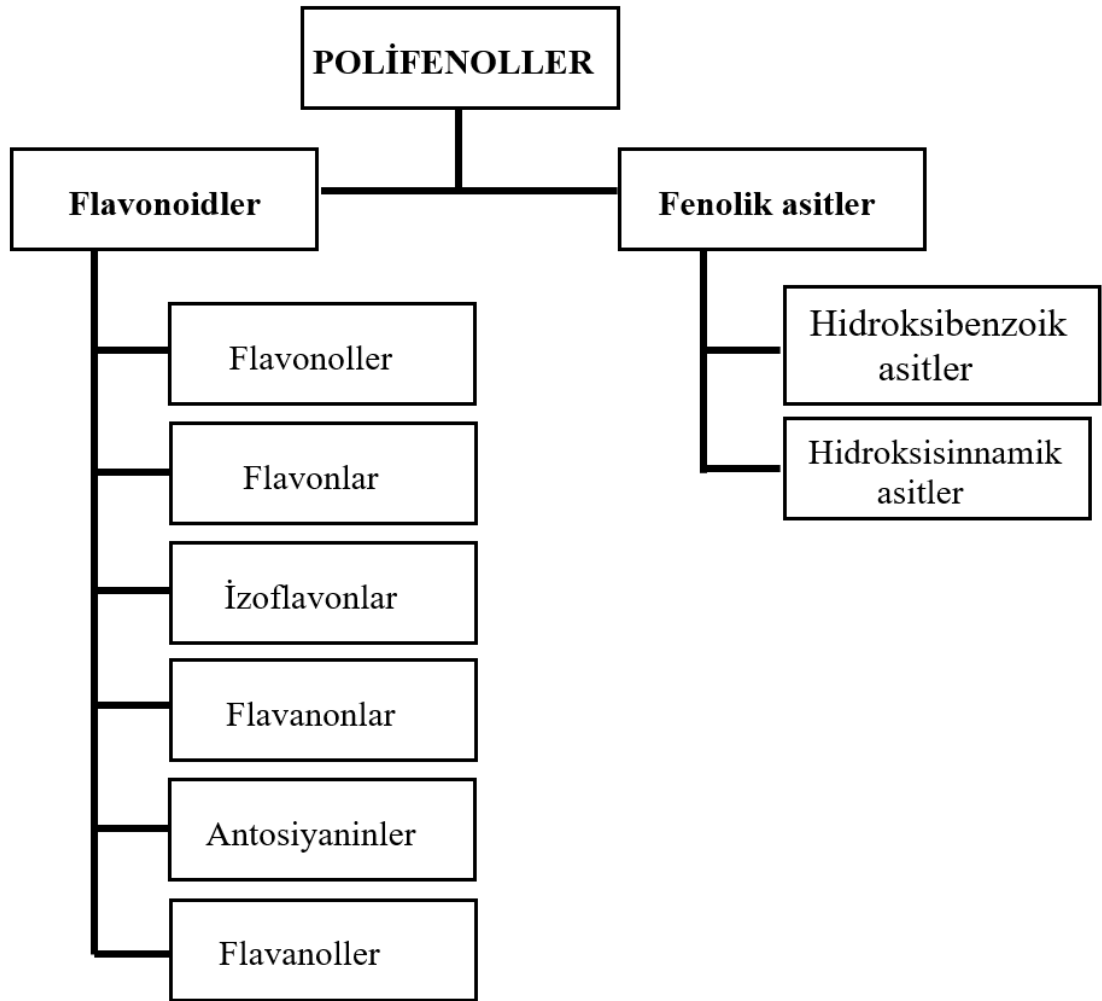 POLİFENOLLER
Flavonoidler
Fenolik asitler
Flavonoller
Flavonlar
İzoflavonlar
Flavanonlar
Antosiyaninler
Flavanoller
Hidroksibenzoik
asitler
Hidroksisinnamik
asitler